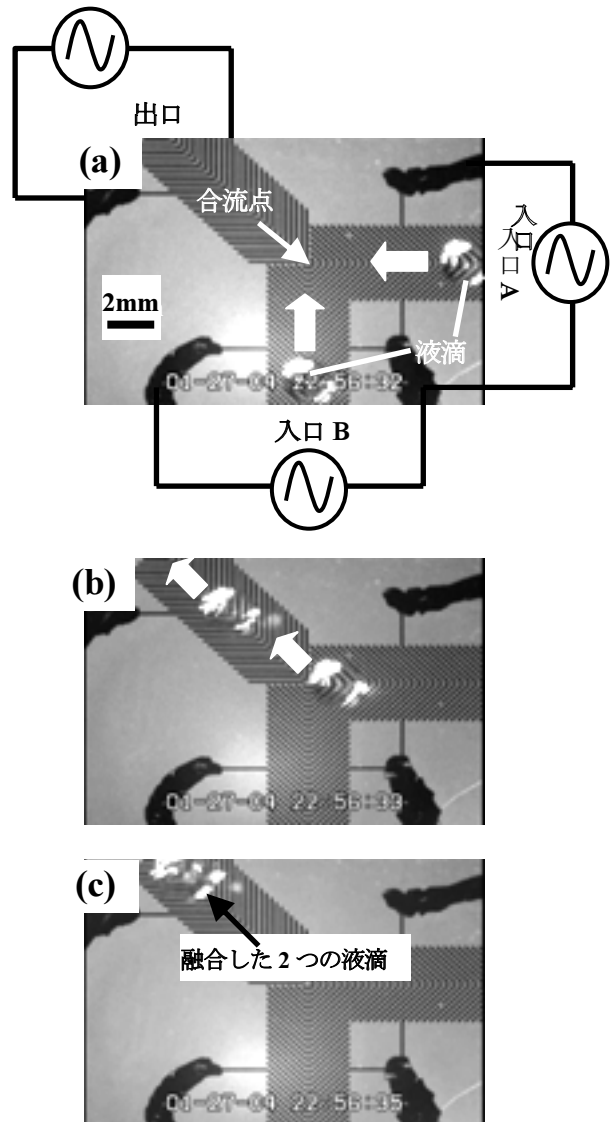 出口
(a)
合流点
入口
入口 A
2mm
液滴
01-27-04 22:56:32
入口 B
(b)
01-27-04 22:56:33
(c)
融合した 2 つの液滴
01-27-04 22:56:35